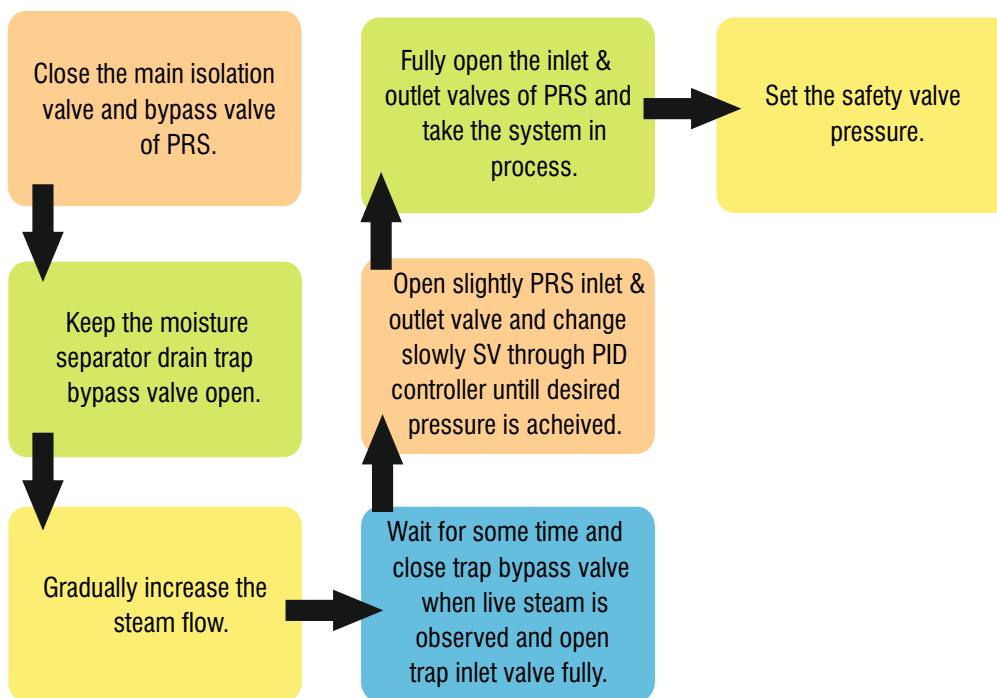 Close the main isolation
valve and bypass valve
of PRS.
Keep the moisture
separator drain trap
bypass valve open.
Gradually increase the
steam flow.
Wait for some time and
close trap bypass valve
when live steam is
observed and open
trap inlet valve fully.
Open slightly PRS inlet &
outlet valve and change
slowly SV through PID
controller untill desired
pressure is acheived.
Fully open the inlet &
outlet valves of PRS and
take the system in
process.
Set the safety valve
pressure.